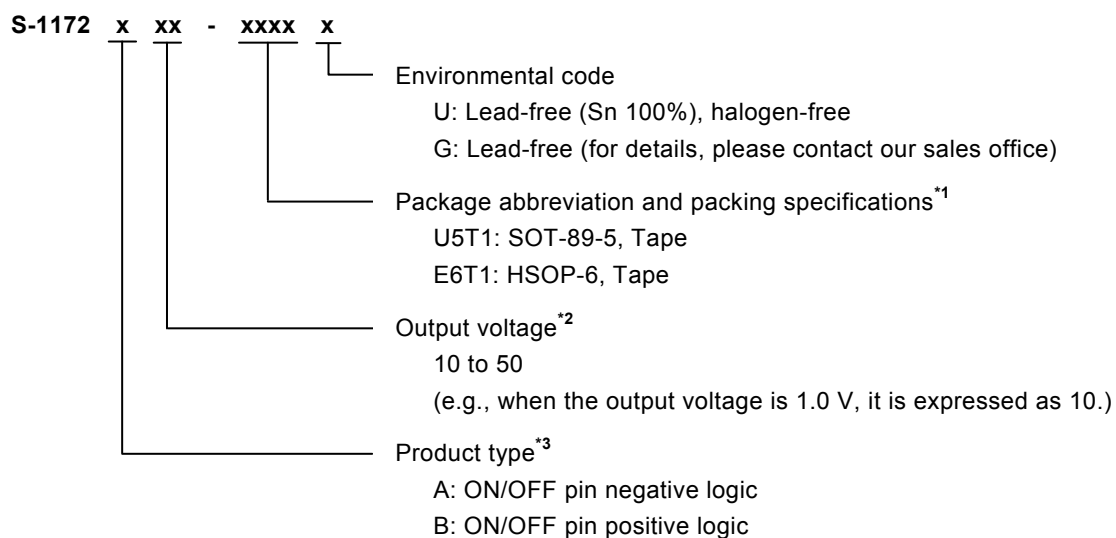 S-1172 x xx - xxxx x
Environmental code
U: Lead-free (Sn 100%), halogen-free
G: Lead-free (for details, please contact our sales office)
Package abbreviation and packing specifications*1
U5T1: SOT-89-5, Tape
E6T1: HSOP-6, Tape
Output voltage*2
10 to 50
(e.g., when the output voltage is 1.0 V, it is expressed as 10.)
Product type*3
A: ON/OFF pin negative logic
B: ON/OFF pin positive logic